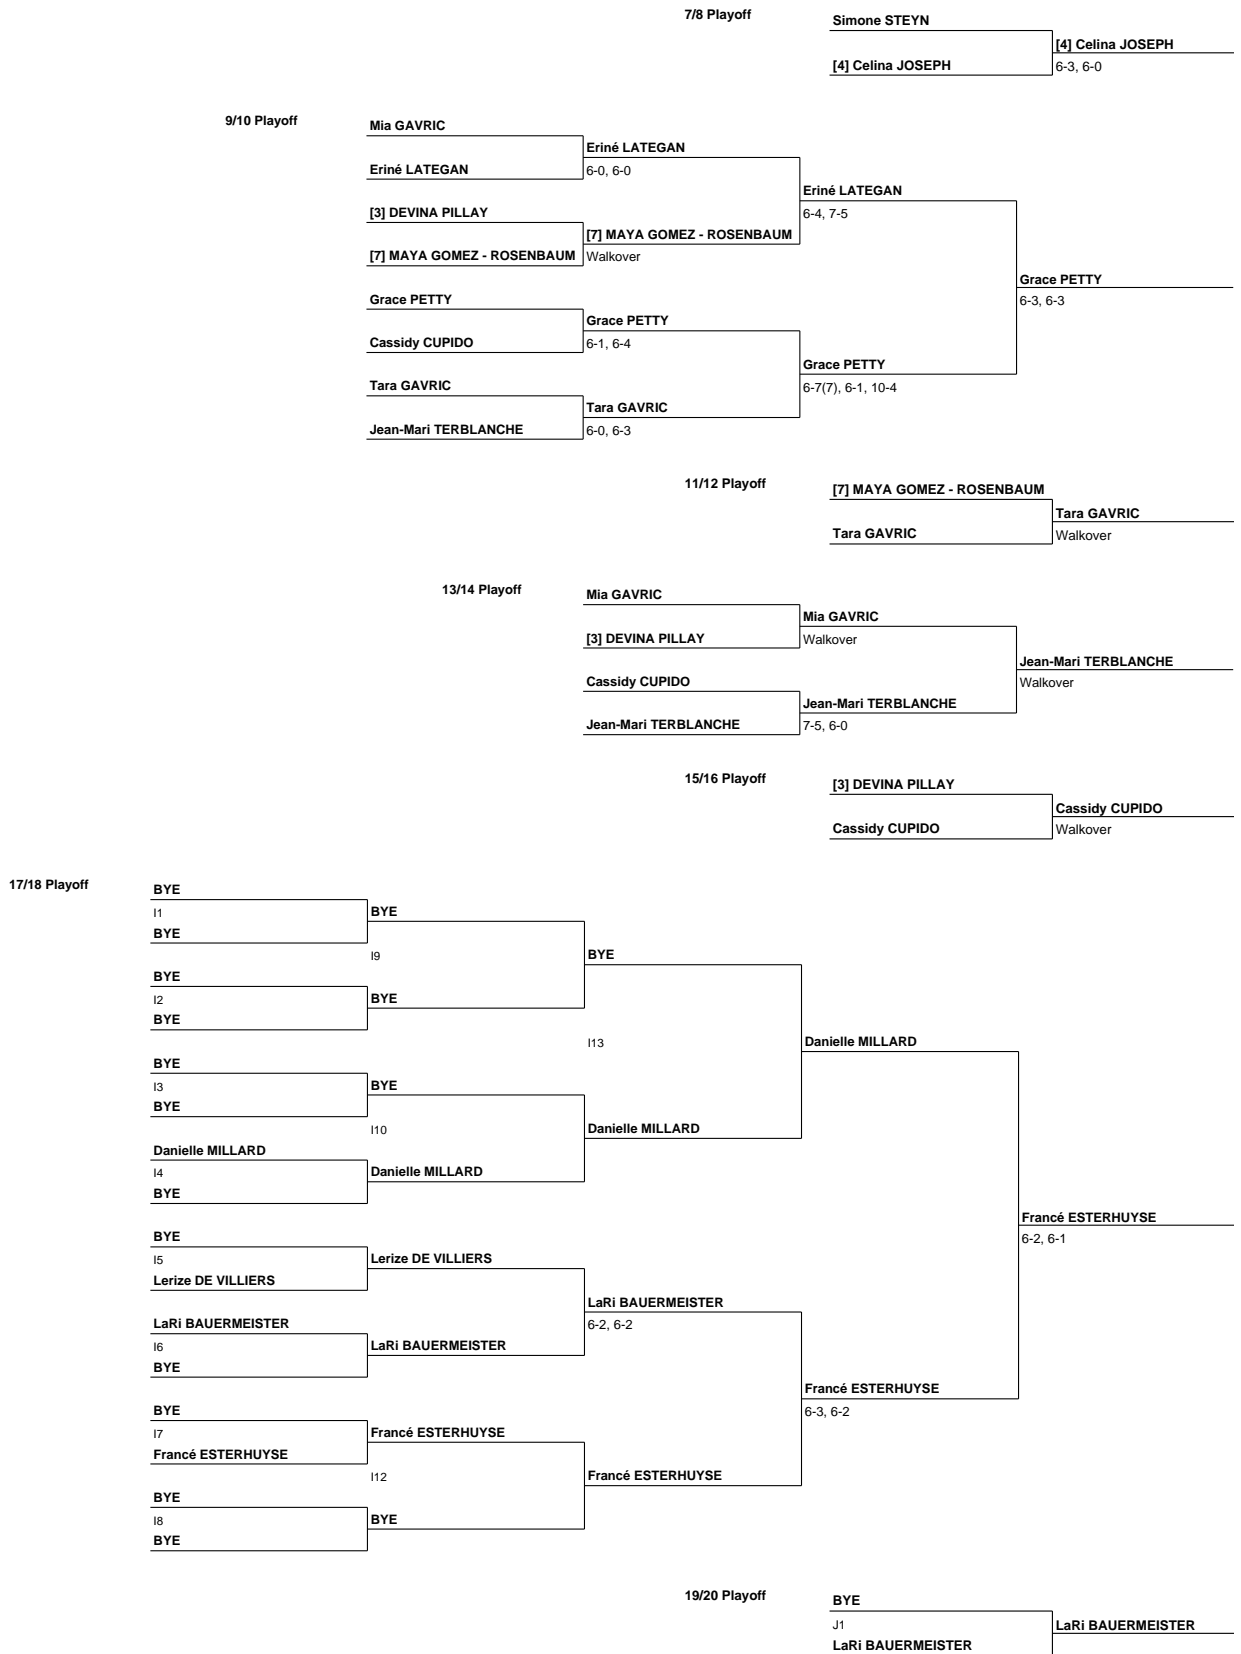 7/8 Playoff
Simone STEYN
[4] Celina JOSEPH
[4] Celina JOSEPH
6-3, 6-0
9/10 Playoff
Mia GAVRIC
Eriné LATEGAN
Eriné LATEGAN
6-0, 6-0
Eriné LATEGAN
6-4, 7-5
[3] DEVINA PILLAY
[7] MAYA GOMEZ - ROSENBAUM
[7] MAYA GOMEZ - ROSENBAUM
Walkover
Grace PETTY
6-3, 6-3
Grace PETTY
Grace PETTY
Cassidy CUPIDO
6-1, 6-4
Grace PETTY
6-7(7), 6-1, 10-4
Tara GAVRIC
Tara GAVRIC
Jean-Mari TERBLANCHE
6-0, 6-3
11/12 Playoff
[7] MAYA GOMEZ - ROSENBAUM
Tara GAVRIC
Tara GAVRIC
Walkover
13/14 Playoff
Mia GAVRIC
Mia GAVRIC
[3] DEVINA PILLAY
Walkover
Jean-Mari TERBLANCHE
Walkover
Cassidy CUPIDO
Jean-Mari TERBLANCHE
Jean-Mari TERBLANCHE
7-5, 6-0
15/16 Playoff
[3] DEVINA PILLAY
Cassidy CUPIDO
Cassidy CUPIDO
Walkover
17/18 Playoff
BYE
I1
BYE
BYE
I9
BYE
BYE
I2
BYE
BYE
I13
Danielle MILLARD
BYE
I3
BYE
BYE
I10
Danielle MILLARD
Danielle MILLARD
I4
Danielle MILLARD
BYE
Francé ESTERHUYSE
6-2, 6-1
BYE
I5
Lerize DE VILLIERS
Lerize DE VILLIERS
LaRi BAUERMEISTER
6-2, 6-2
LaRi BAUERMEISTER
I6
LaRi BAUERMEISTER
BYE
Francé ESTERHUYSE
6-3, 6-2
BYE
I7
Francé ESTERHUYSE
Francé ESTERHUYSE
I12
Francé ESTERHUYSE
BYE
I8
BYE
BYE
19/20 Playoff
BYE
J1
LaRi BAUERMEISTER
LaRi BAUERMEISTER